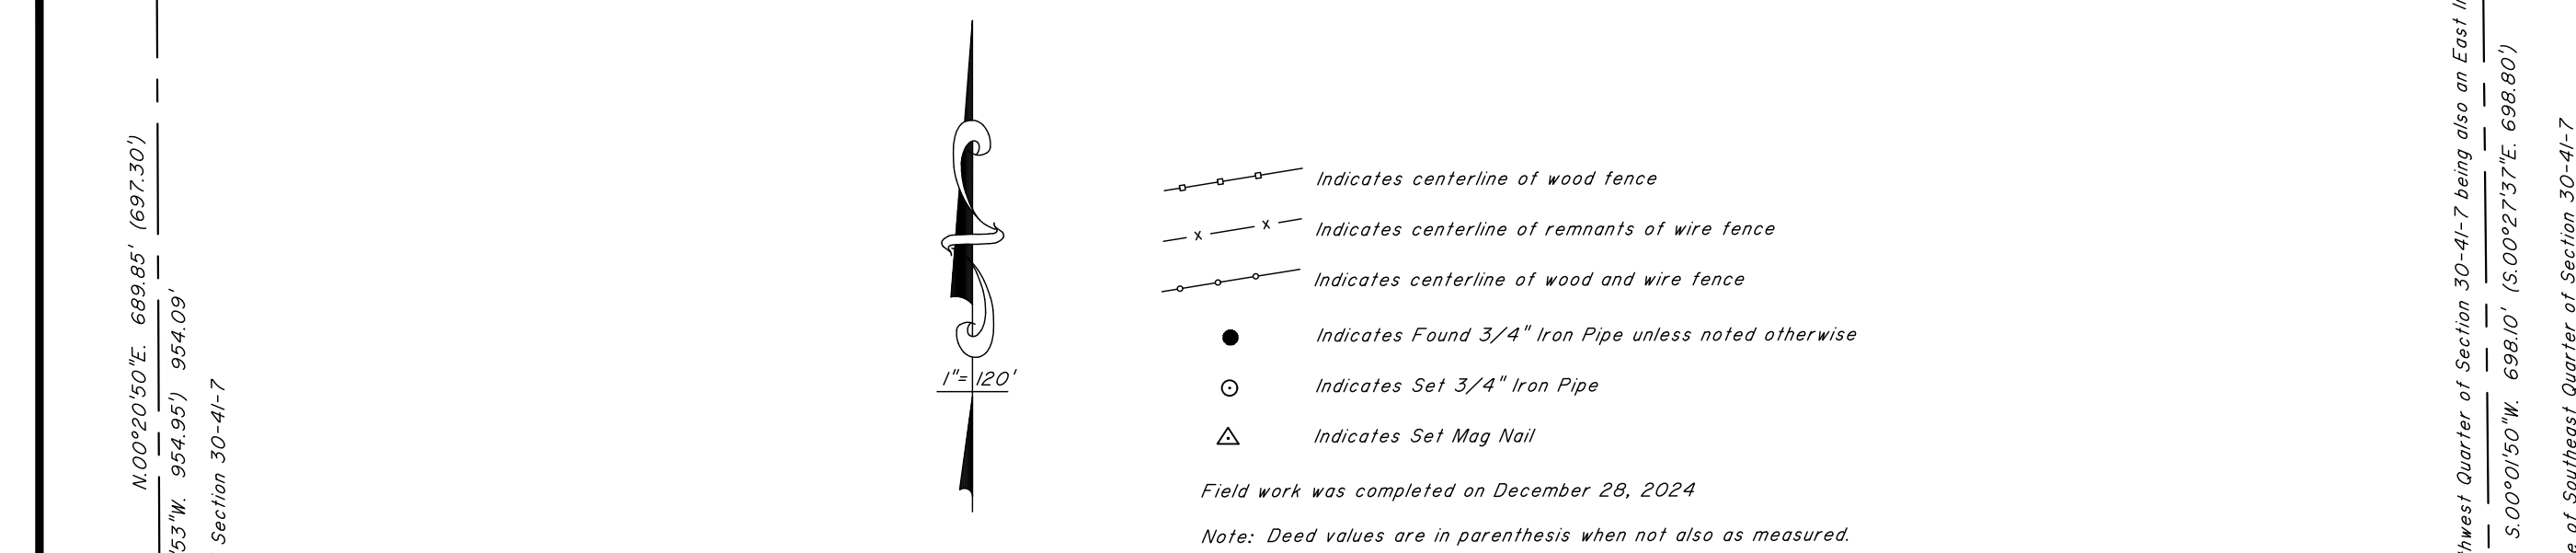 N.00°20'50"E. 689.85' (697.30')
'53"W. 954.95') 954.09'
Section 30-41-7
1"= 120'
Indicates centerline of wood fence
Indicates centerline of remnants of wire fence
Indicates centerline of wood and wire fence
Indicates Found 3/4" Iron Pipe unless noted otherwise
Indicates Set 3/4" Iron Pipe
Indicates Set Mag Nail
Field work was completed on December 28, 2024
Note: Deed values are in parenthesis when not also as measured.
hwest Quarter of Section 30-41-7 being also an East
S.00°01'50"W. 698.10' (S.00°27'37"E. 698.80')
of Southeast Quarter of Section 30-41-7